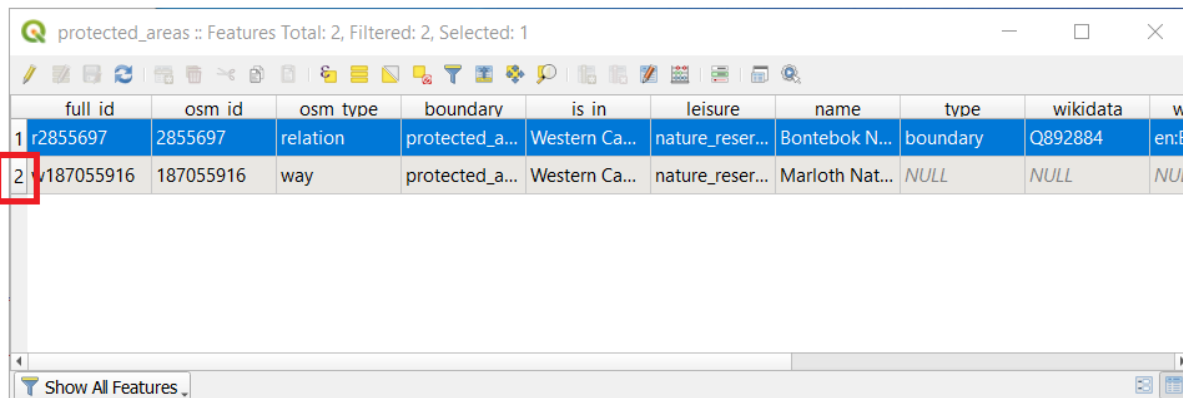 protected_areas :: Features Total: 2, Filtered: 2, Selected: 1
full_id osm_id osm_type boundary is_in leisure name type wikidata w
1 r2855697 2855697 relation protected_a... Western Ca... nature_reser... Bontebok N... boundary Q892884 en:E
2 w187055916 187055916 way protected_a... Western Ca... nature_reser... Marloth Nat... NULL NULL NU
Show All Features